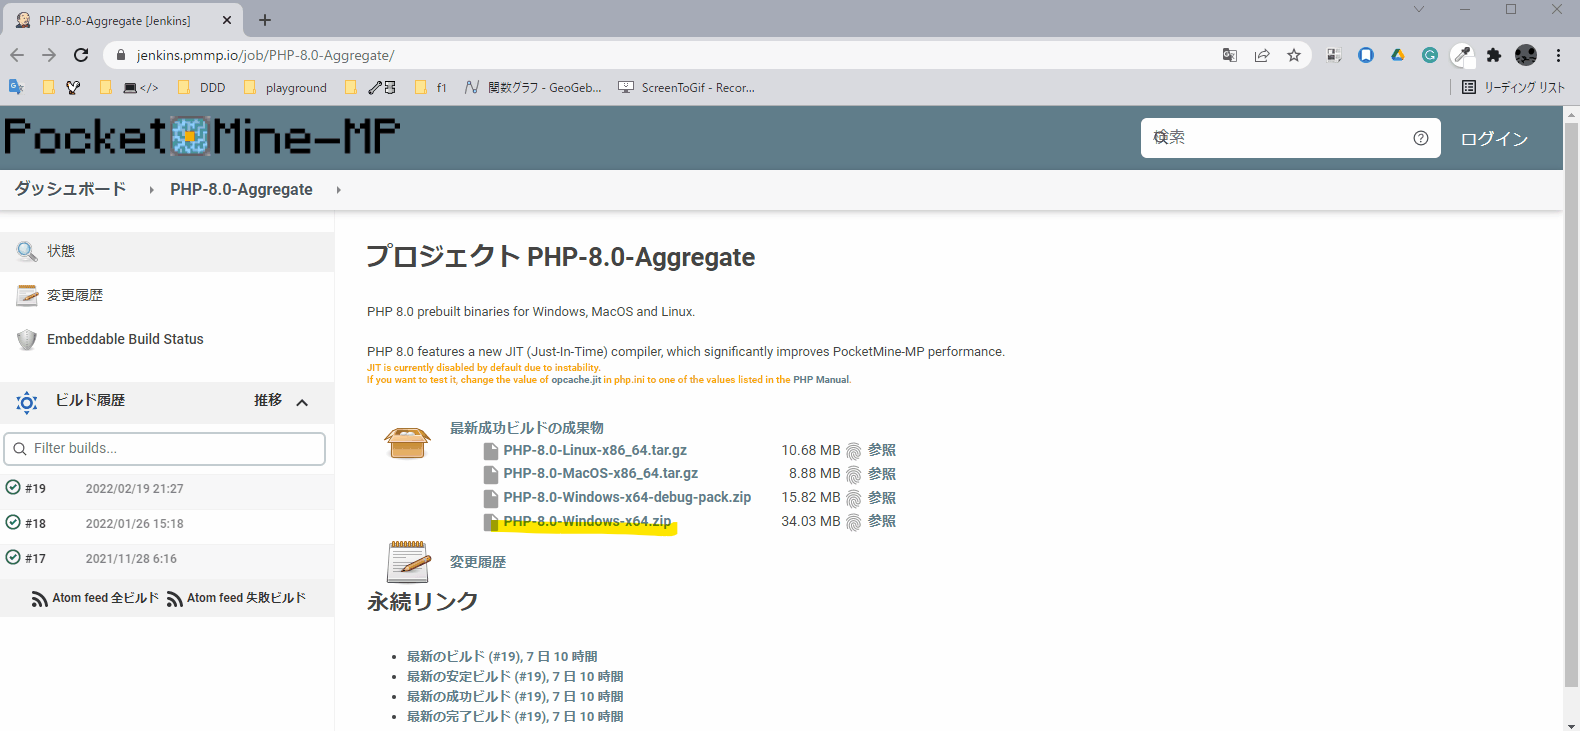 PHP-8.0-Aggregate [Jenkins]
jenkins.pmmp.io/job/PHP-8.0-Aggregate/
</> DDD playground f1 関数グラフ - GeoGeb... ScreenToGif - Recor... リーディング リスト
PocketMine-MP
検索
ログイン
ダッシュボード PHP-8.0-Aggregate
状態
変更履歴
Embeddable Build Status
ビルド履歴 推移
Filter builds...
#19 2022/02/19 21:27
#18 2022/01/26 15:18
#17 2021/11/28 6:16
Atom feed 全ビルド Atom feed 失敗ビルド
プロジェクト PHP-8.0-Aggregate
PHP 8.0 prebuilt binaries for Windows, MacOS and Linux.
PHP 8.0 features a new JIT (Just-In-Time) compiler, which significantly improves PocketMine-MP performance.
JIT is currently disabled by default due to instability.
If you want to test it, change the value of opcache.jit in php.ini to one of the values listed in the PHP Manual.
最新成功ビルドの成果物
PHP-8.0-Linux-x86_64.tar.gz 10.68 MB 参照
PHP-8.0-MacOS-x86_64.tar.gz 8.88 MB 参照
PHP-8.0-Windows-x64-debug-pack.zip 15.82 MB 参照
PHP-8.0-Windows-x64.zip 34.03 MB 参照
変更履歴
永続リンク
最新のビルド (#19), 7 日 10 時間
最新の安定ビルド (#19), 7 日 10 時間
最新の成功ビルド (#19), 7 日 10 時間
最新の完了ビルド (#19), 7 日 10 時間